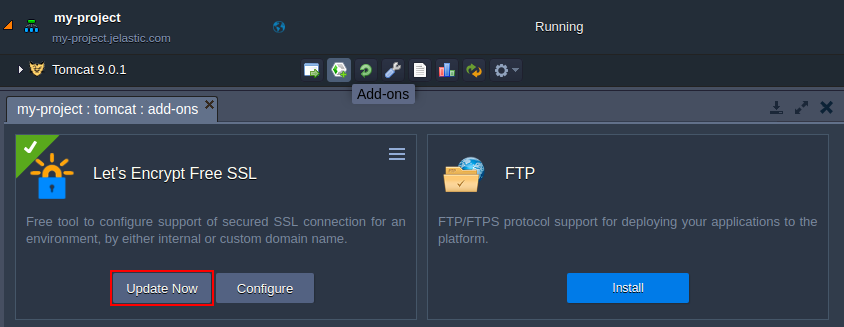 my-project
my-project.jelastic.com
Running
Tomcat 9.0.1
Add-ons
my-project : tomcat : add-ons
Let's Encrypt Free SSL
Free tool to configure support of secured SSL connection for an
environment, by either internal or custom domain name.
Update Now
Configure
FTP
FTP/FTPS protocol support for deploying your applications to the
platform.
Install